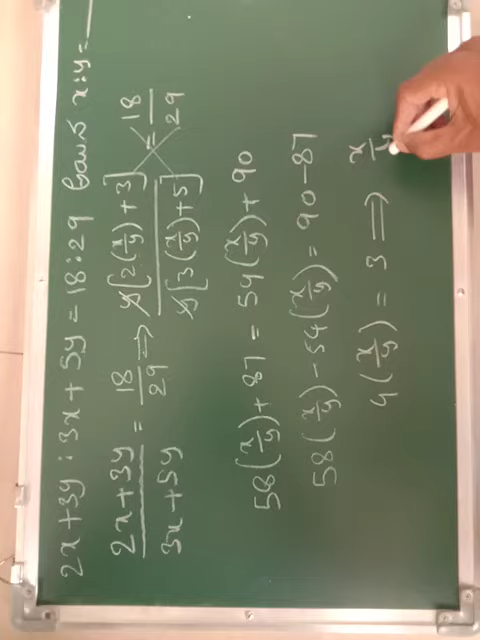 2x+3y : 3x+5y = 18:29 x:y=
(2x+3y)/(3x+5y) = 18/29 ⇒ y[2(x/y)+3]/y[3(x/y)+5] = 18/29
58(x/y)+87 = 54(x/y)+90
58(x/y)-54(x/y) = 90-87
4(x/y) = 3 ⇒ x/y